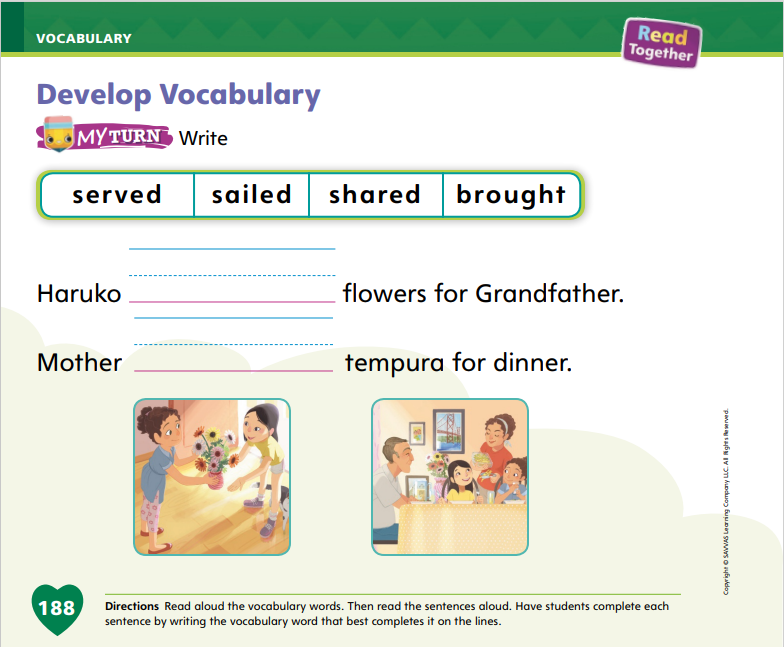 VOCABULARY
Read
Together
Develop Vocabulary
MY TURN Write
served sailed shared brought
Haruko flowers for Grandfather.
Mother tempura for dinner.
Copyright © SAVVAS Learning Company LLC. All Rights Reserved.
188
Directions Read aloud the vocabulary words. Then read the sentences aloud. Have students complete each
sentence by writing the vocabulary word that best completes it on the lines.